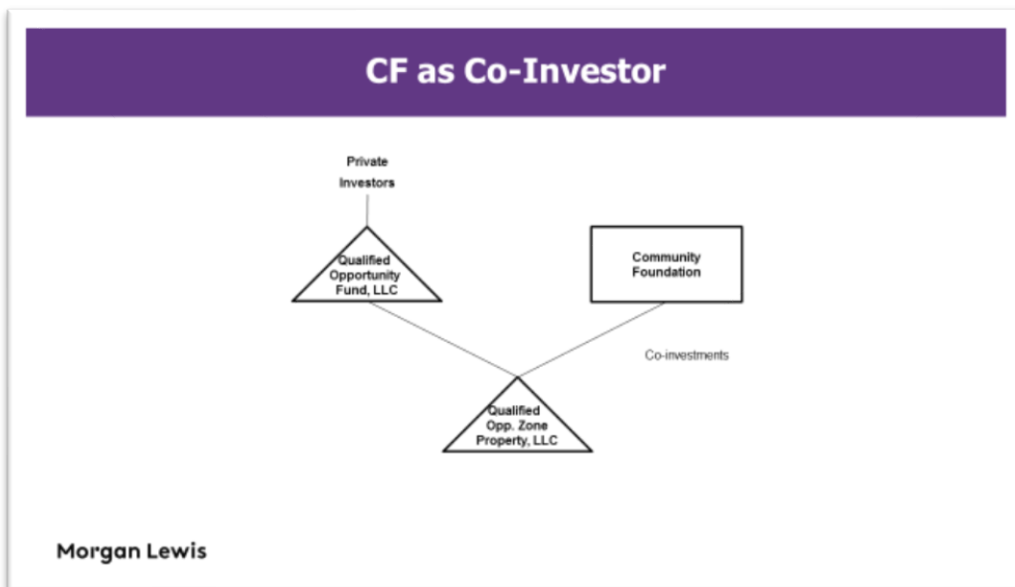 CF as Co-Investor
Private
Investors
Qualified
Opportunity
Fund, LLC
Community
Foundation
Co-investments
Qualified
Opp. Zone
Property, LLC
Morgan Lewis